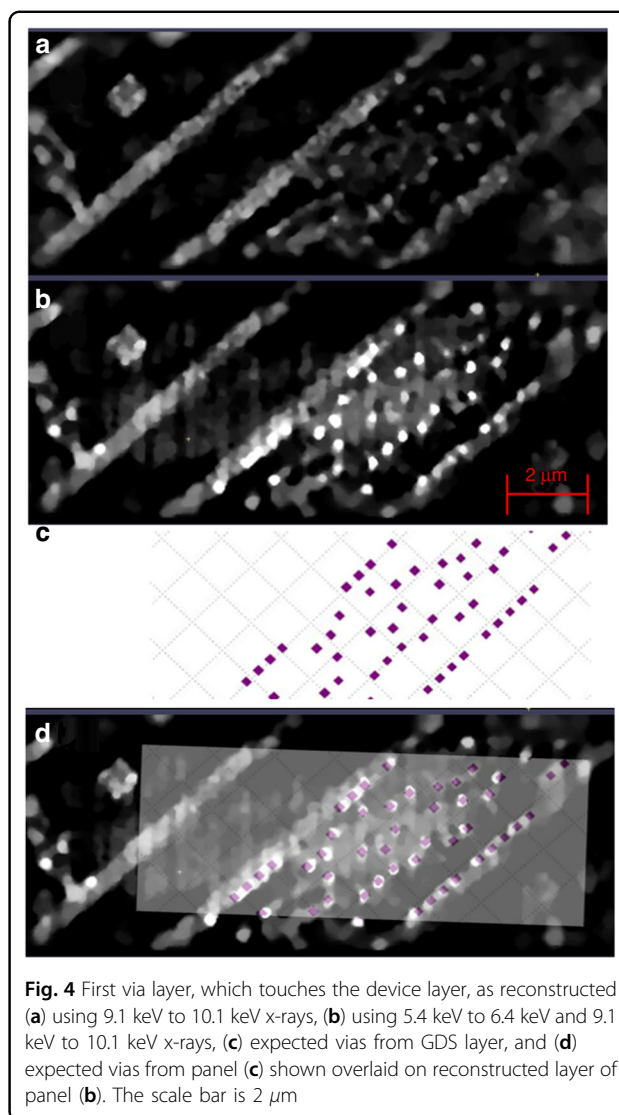 a
b
2 μm
c
d
Fig. 4 First via layer, which touches the device layer, as reconstructed
(a) using 9.1 keV to 10.1 keV x-rays, (b) using 5.4 keV to 6.4 keV and 9.1
keV to 10.1 keV x-rays, (c) expected vias from GDS layer, and (d)
expected vias from panel (c) shown overlaid on reconstructed layer of
panel (b). The scale bar is 2 μm